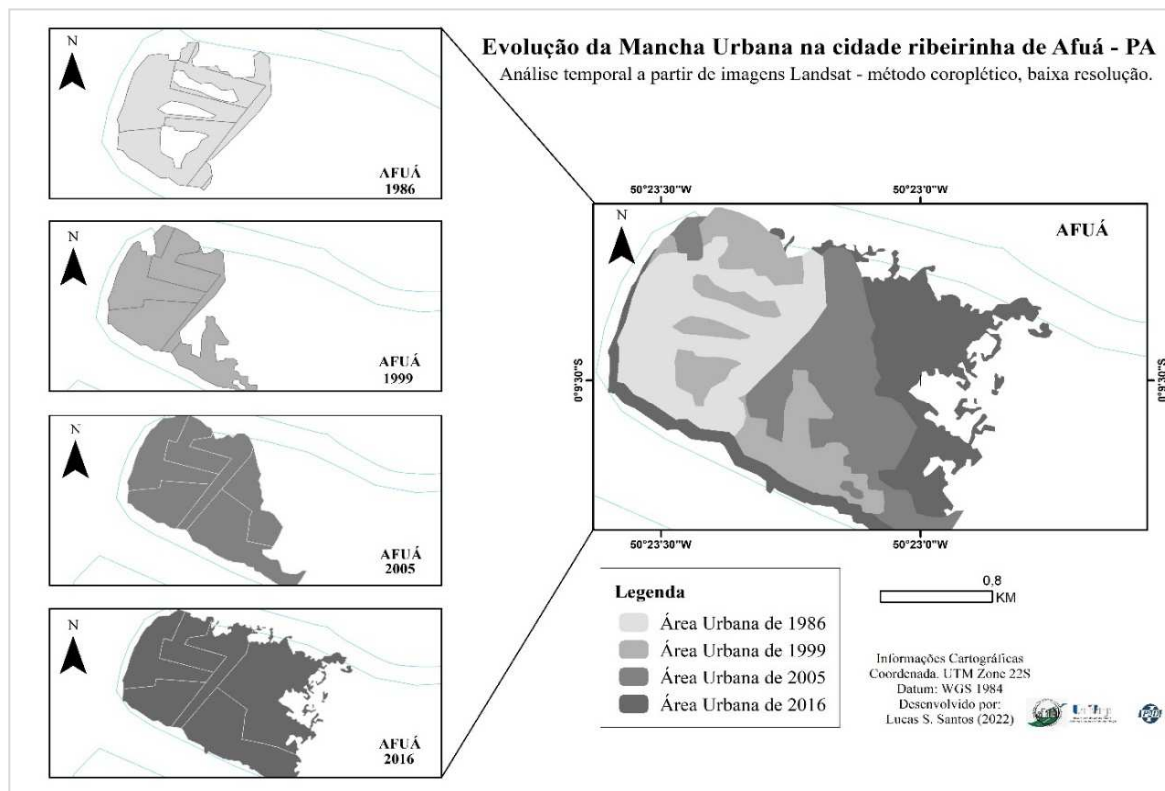 Evolução da Mancha Urbana na cidade ribeirinha de Afuá - PA
Análise temporal a partir de imagens Landsat - método coroplético, baixa resolução.
N
AFUÁ
1986
N
AFUÁ
1999
N
AFUÁ
2005
N
AFUÁ
2016
50°23'30"W
50°23'0"W
N
AFUÁ
0°9'30"S
0°9'30"S
50°23'30"W
50°23'0"W
Legenda
Área Urbana de 1986
Área Urbana de 1999
Área Urbana de 2005
Área Urbana de 2016
0,8
KM
Informações Cartográficas
Coordenada. UTM Zone 22S
Datum: WGS 1984
Desenvolvido por:
Lucas S. Santos (2022)